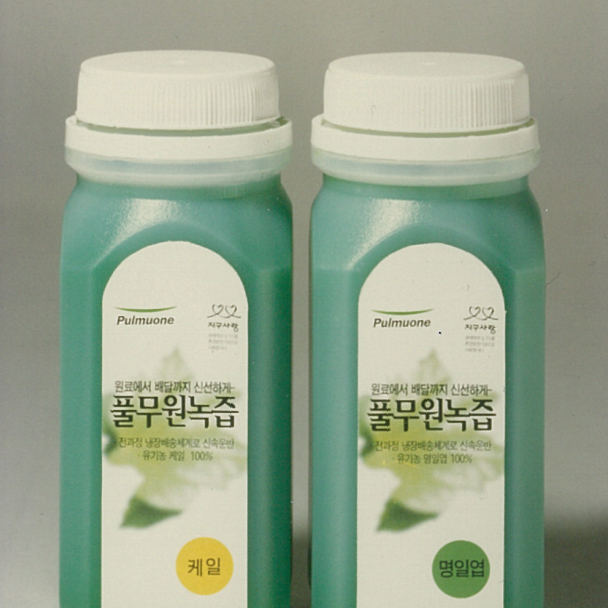 Pulmuone
지구사랑
원료에서 배달까지 신선하게-
풀무원녹즙
· 전과정 냉장배송체계로 신속운반
· 유기농 케일 100%
케일
Pulmuone
지구사랑
원료에서 배달까지 신선하게-
풀무원녹즙
· 전과정 냉장배송체계로 신속운반
· 유기농 명일엽 100%
명일엽